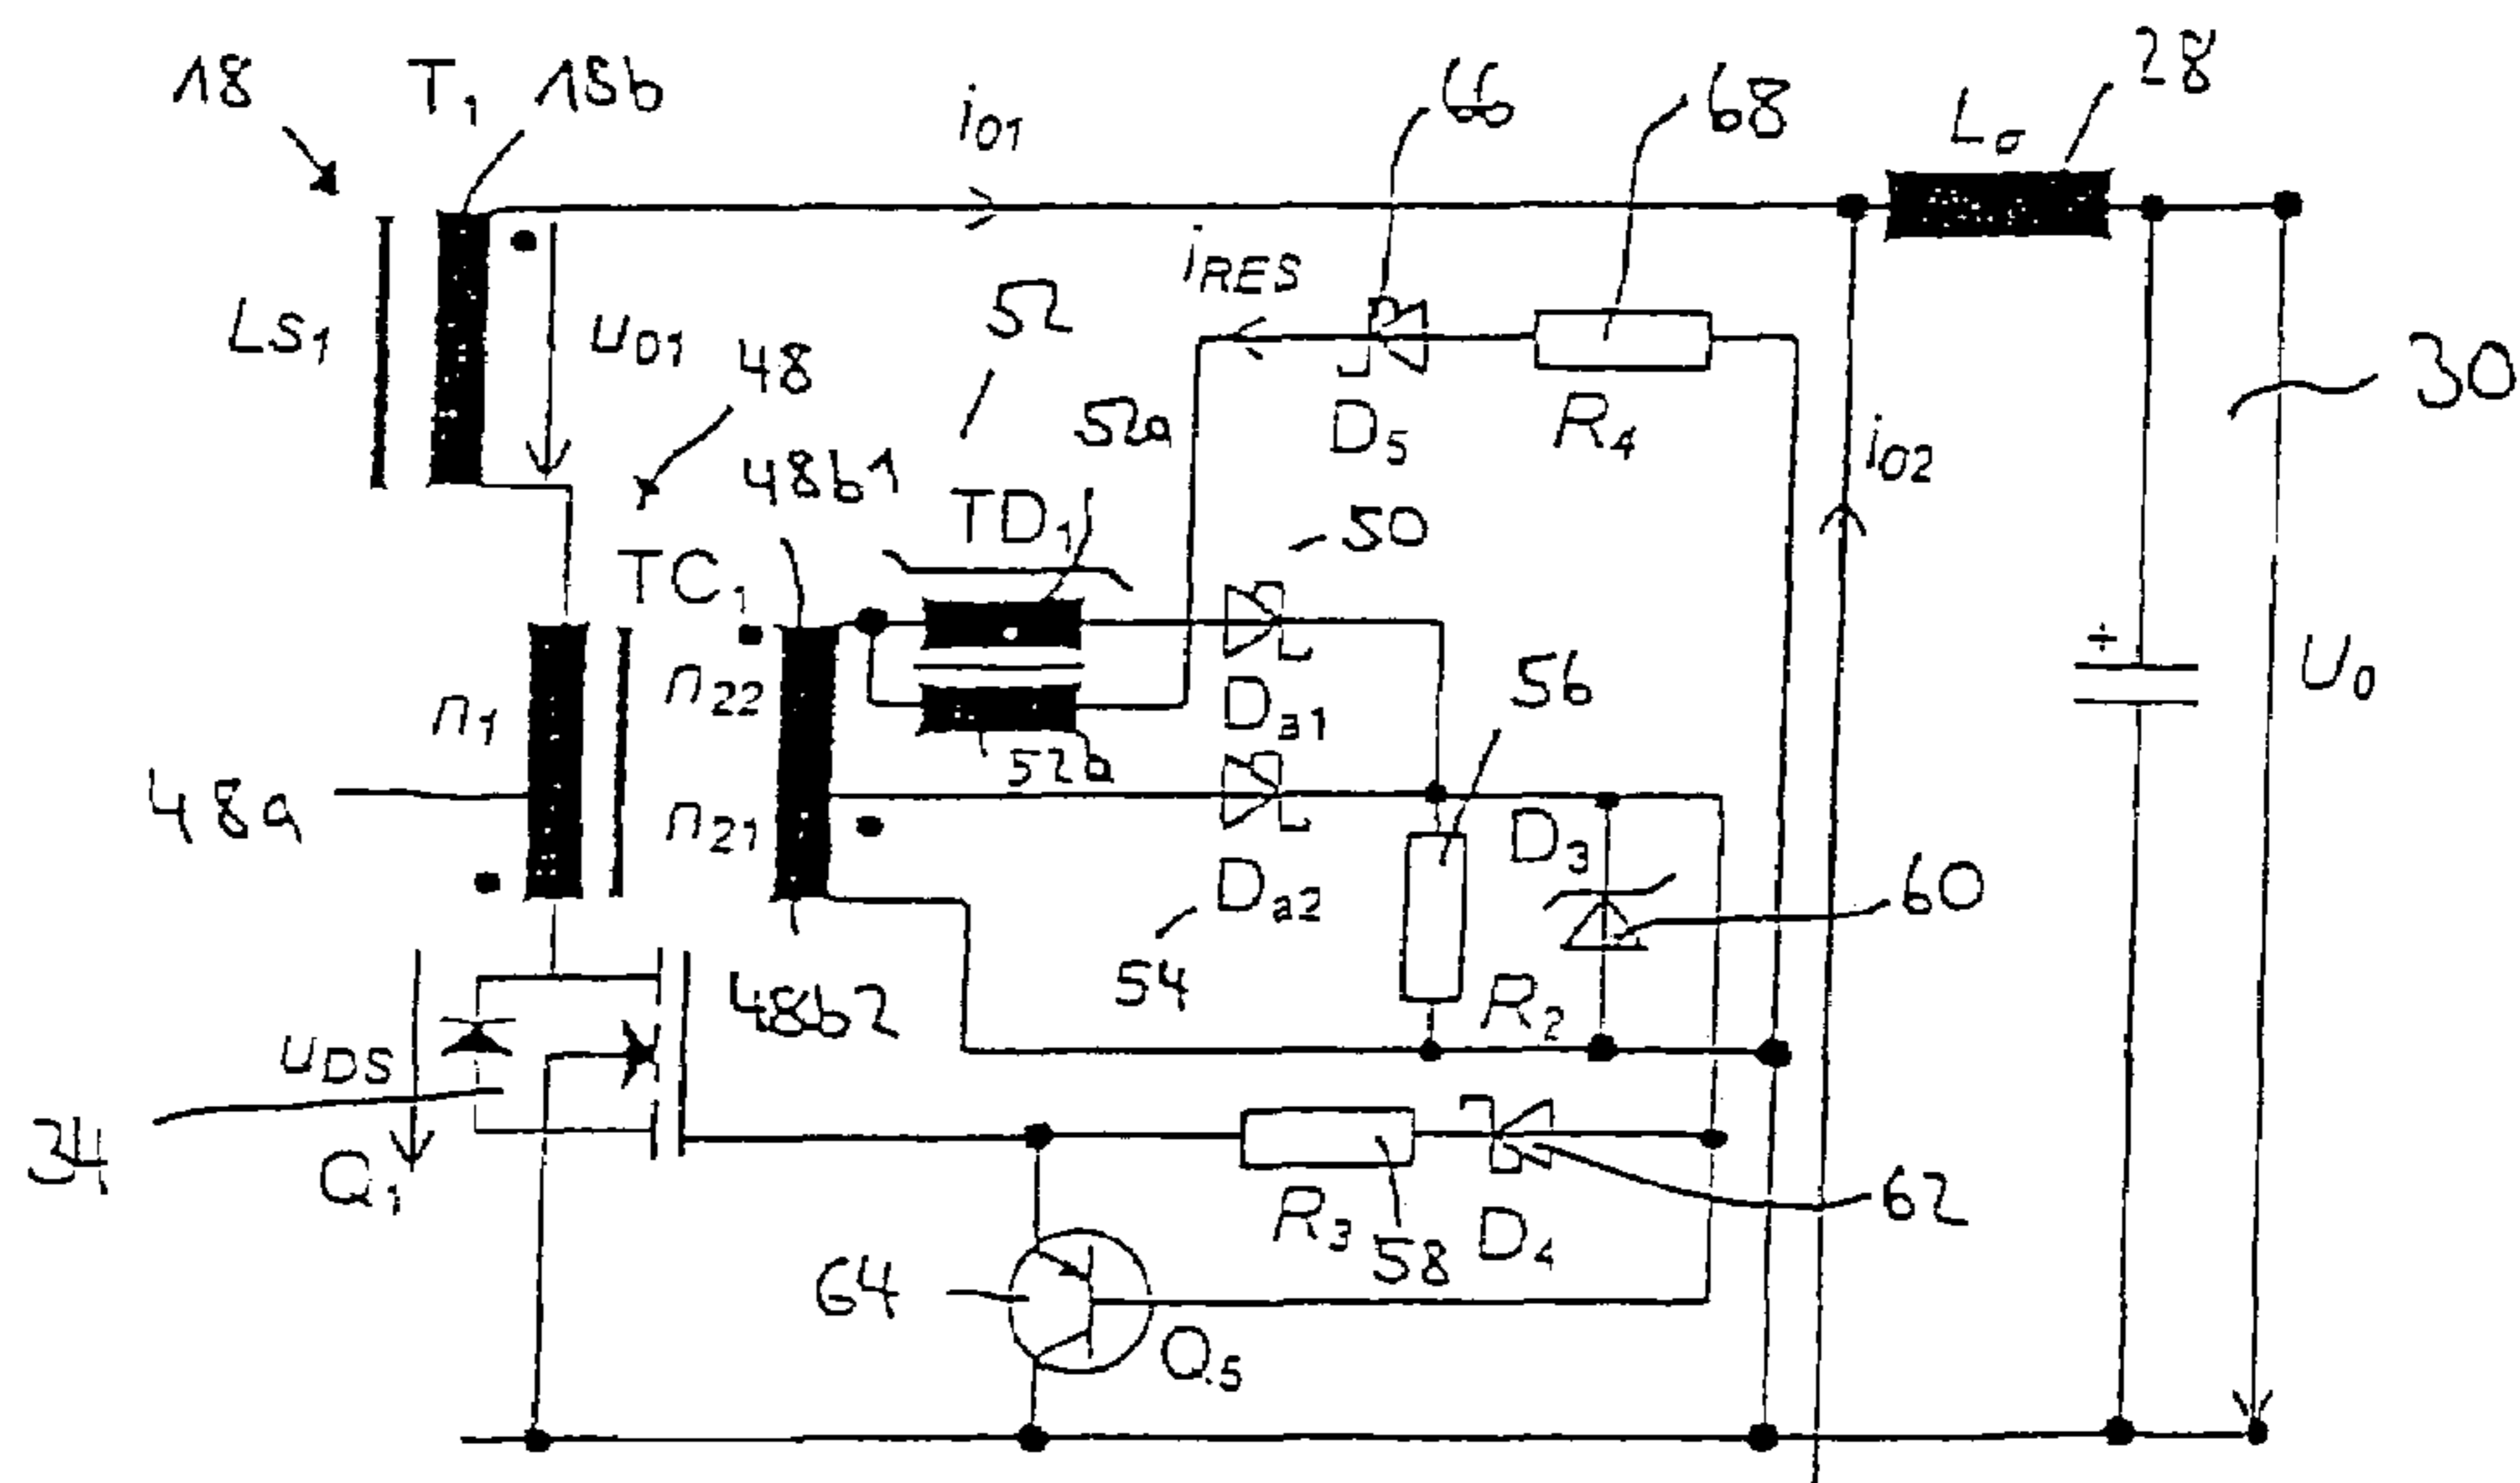 18 T1 18b i01 66 68 L0 28
iRES
LS1 u01 48 52 52a D5 R4 i02 30
48b1 TD1 50
TC1
n1 n22 Da1 56 U0
52b
48a n21 Da2 D3 60
54 R2
uDS 48b2
34 Q1 R3 58 D4 62
64 Q5
+